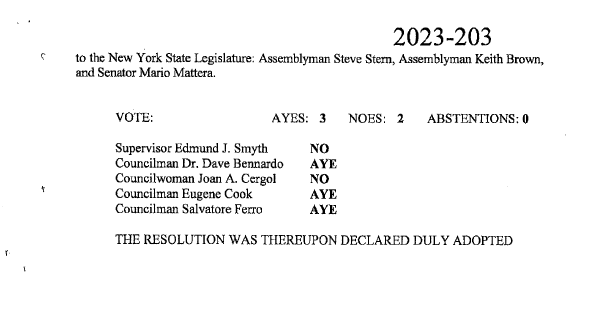 2023-203
to the New York State Legislature: Assemblyman Steve Stern, Assemblyman Keith Brown,
and Senator Mario Mattera.
VOTE: AYES: 3 NOES: 2 ABSTENTIONS: 0
Supervisor Edmund J. Smyth NO
Councilman Dr. Dave Bennardo AYE
Councilwoman Joan A. Cergol NO
Councilman Eugene Cook AYE
Councilman Salvatore Ferro AYE
THE RESOLUTION WAS THEREUPON DECLARED DULY ADOPTED